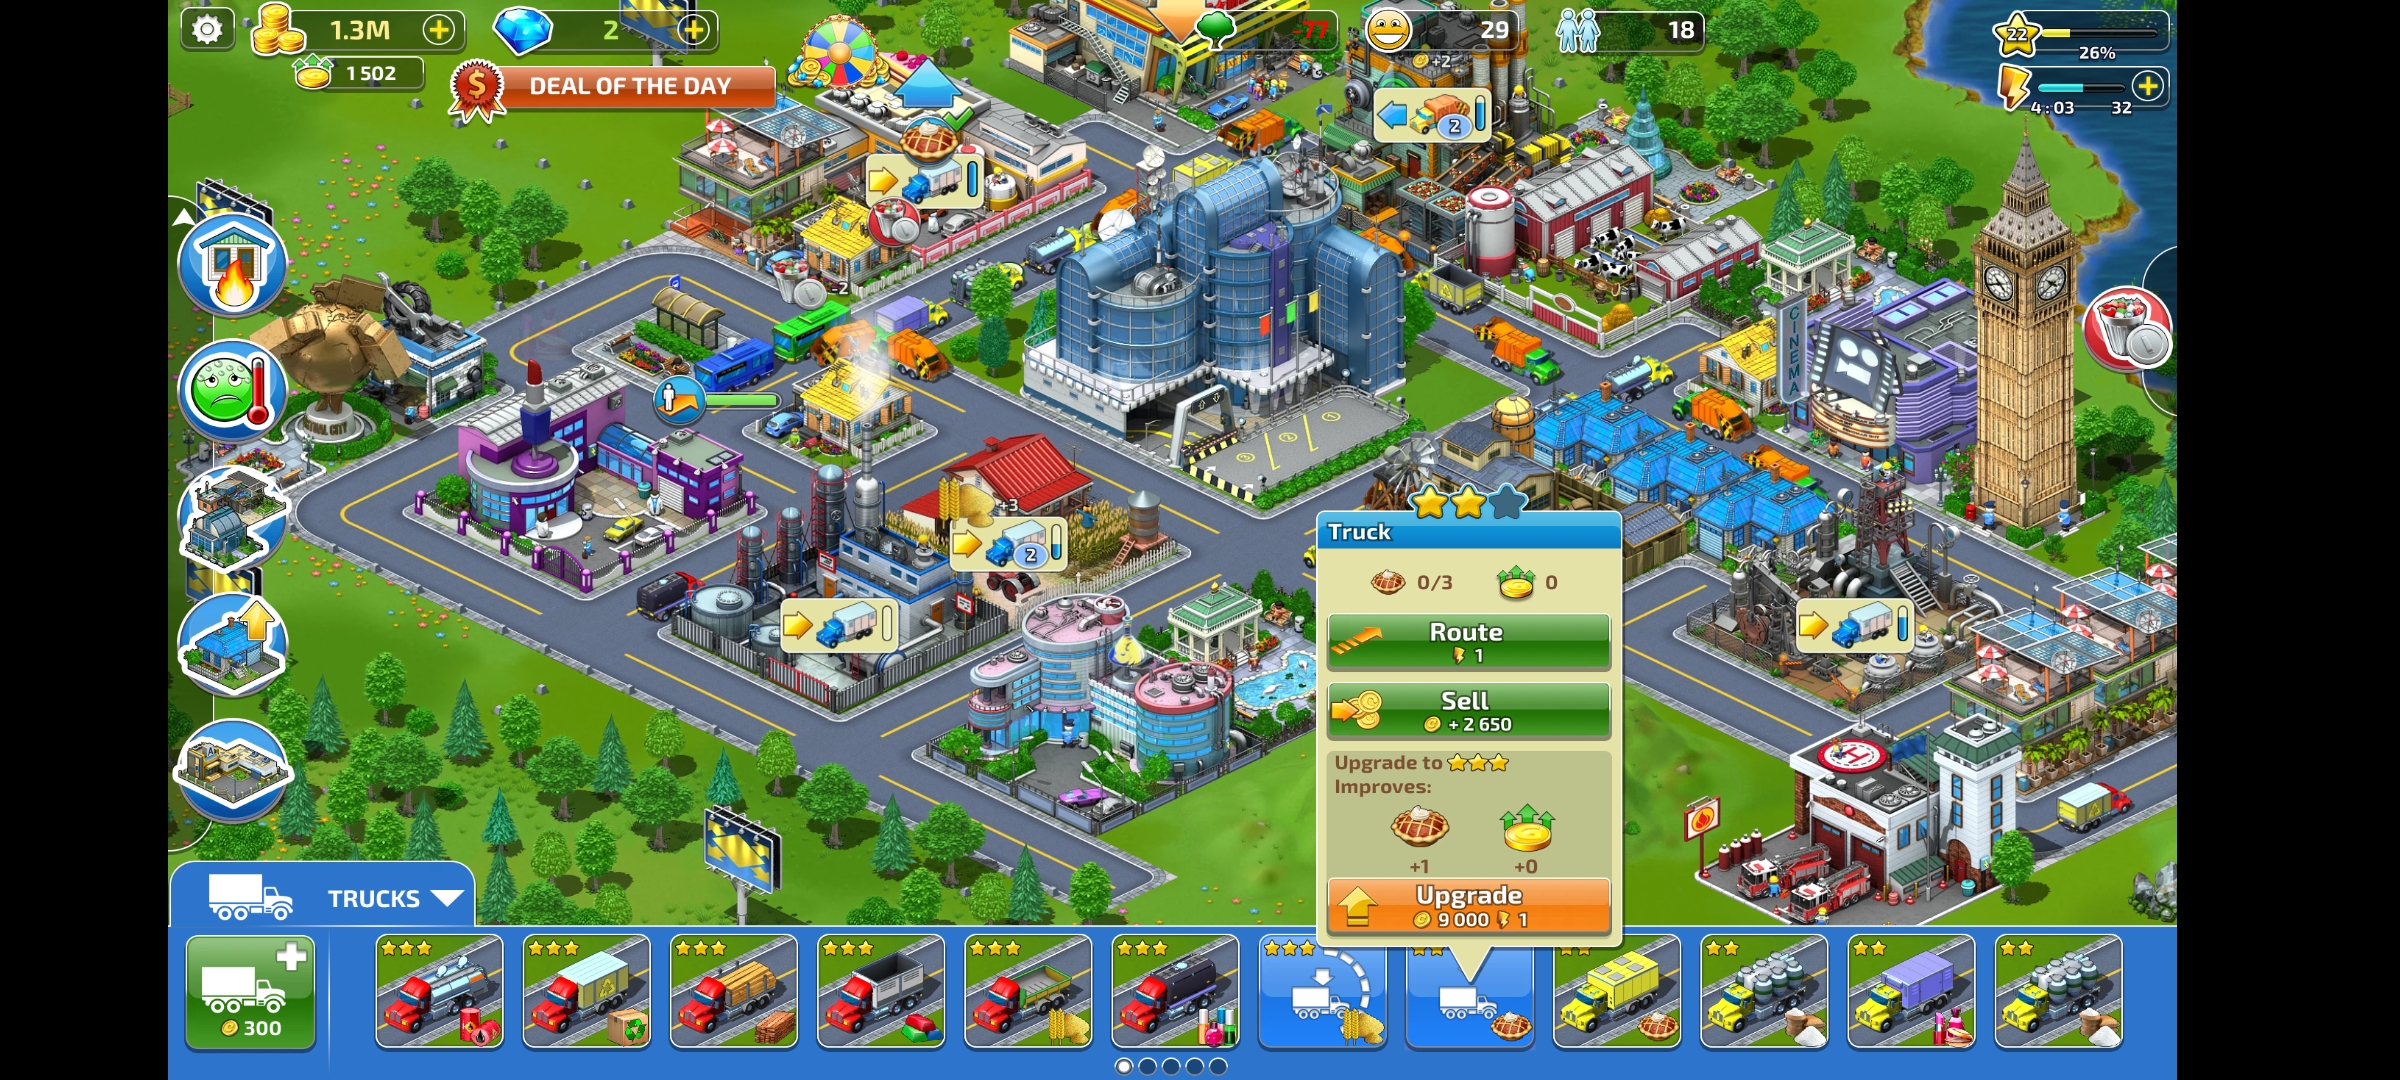 1.3M
2
-77
29
18
22
26%
1 502
DEAL OF THE DAY
+2
4:03
32
2
-2
CINEMA
+3
2
Truck
0/3
0
Route
1
Sell
+ 2 650
Upgrade to
Improves:
+1
+0
Upgrade
9 000
1
TRUCKS
300